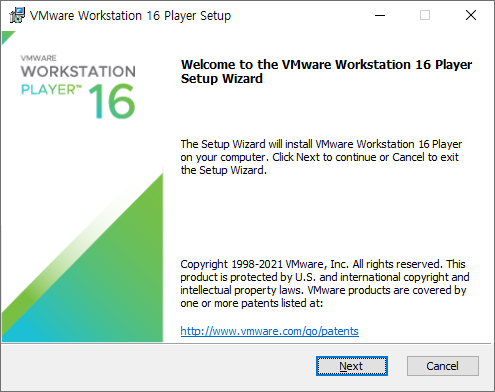 VMware Workstation 16 Player Setup
VMWARE
WORKSTATION
PLAYER™ 16
Welcome to the VMware Workstation 16 Player
Setup Wizard
The Setup Wizard will install VMware Workstation 16 Player
on your computer. Click Next to continue or Cancel to exit
the Setup Wizard.
Copyright 1998-2021 VMware, Inc. All rights reserved. This
product is protected by U.S. and international copyright and
intellectual property laws. VMware products are covered by
one or more patents listed at:
http://www.vmware.com/go/patents
Next
Cancel